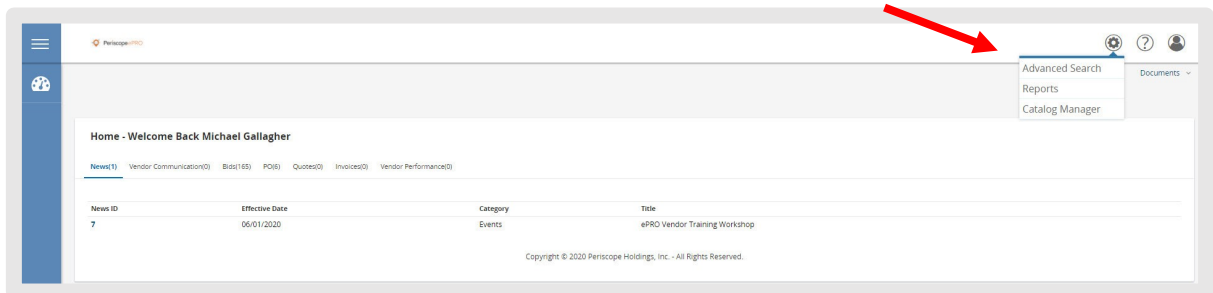 Periscope ePRO
?
Advanced Search
Documents
Reports
Catalog Manager
Home - Welcome Back Michael Gallagher
News(1) Vendor Communication(0) Bids(165) PO(6) Quotes(0) Invoices(0) Vendor Performance(0)
News ID Effective Date Category Title
7 06/01/2020 Events ePRO Vendor Training Workshop
Copyright © 2020 Periscope Holdings, Inc. - All Rights Reserved.